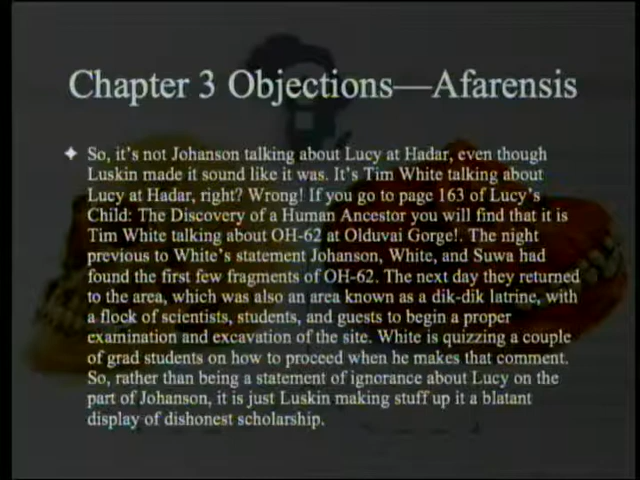 Chapter 3 Objections—Afarensis
So, it's not Johanson talking about Lucy at Hadar, even though
Luskin made it sound like it was. It's Tim White talking about
Lucy at Hadar, right? Wrong! If you go to page 163 of Lucy's
Child: The Discovery of a Human Ancestor you will find that it is
Tim White talking about OH-62 at Olduvai Gorge!. The night
previous to White's statement Johanson, White, and Suwa had
found the first few fragments of OH-62. The next day they returned
to the area, which was also an area known as a dik-dik latrine, with
a flock of scientists, students, and guests to begin a proper
examination and excavation of the site. White is quizzing a couple
of grad students on how to proceed when he makes that comment.
So, rather than being a statement of ignorance about Lucy on the
part of Johanson, it is just Luskin making stuff up it a blatant
display of dishonest scholarship.